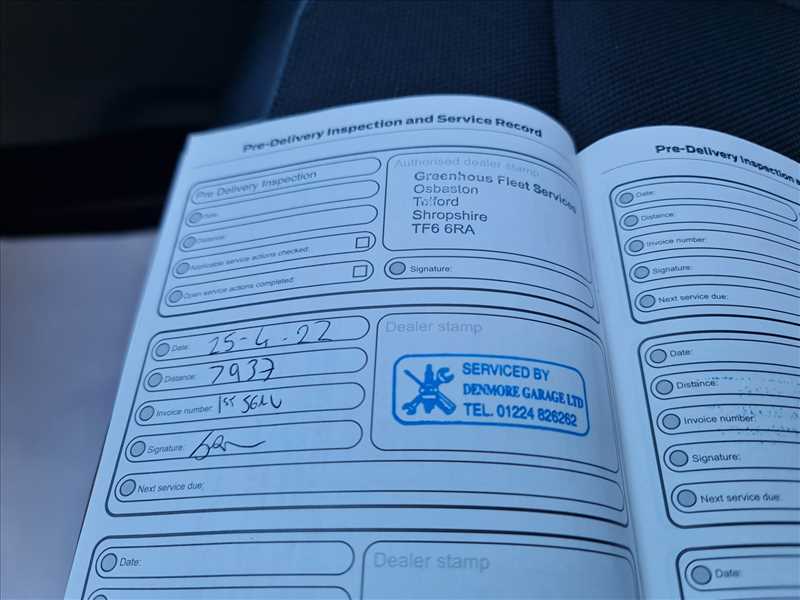 Pre-Delivery Inspection and Service Record
Pre Delivery Inspection
Date:
Distance:
Applicable service actions checked:
Open service actions completed:
Authorised dealer stamp
Greenhous Fleet Services
Osbaston
Telford
Shropshire
TF6 6RA
Signature:
Date: 25-4-22
Distance: 7937
Invoice number: 1st
Signature:
Next service due:
Dealer stamp
SERVICED BY
DENMORE GARAGE LTD
TEL. 01224 826262
Date:
Dealer stamp
Pre-Delivery Inspection
Date:
Distance:
Invoice number:
Signature:
Next service due:
Date:
Distance:
Invoice number:
Signature:
Next service due:
Date: